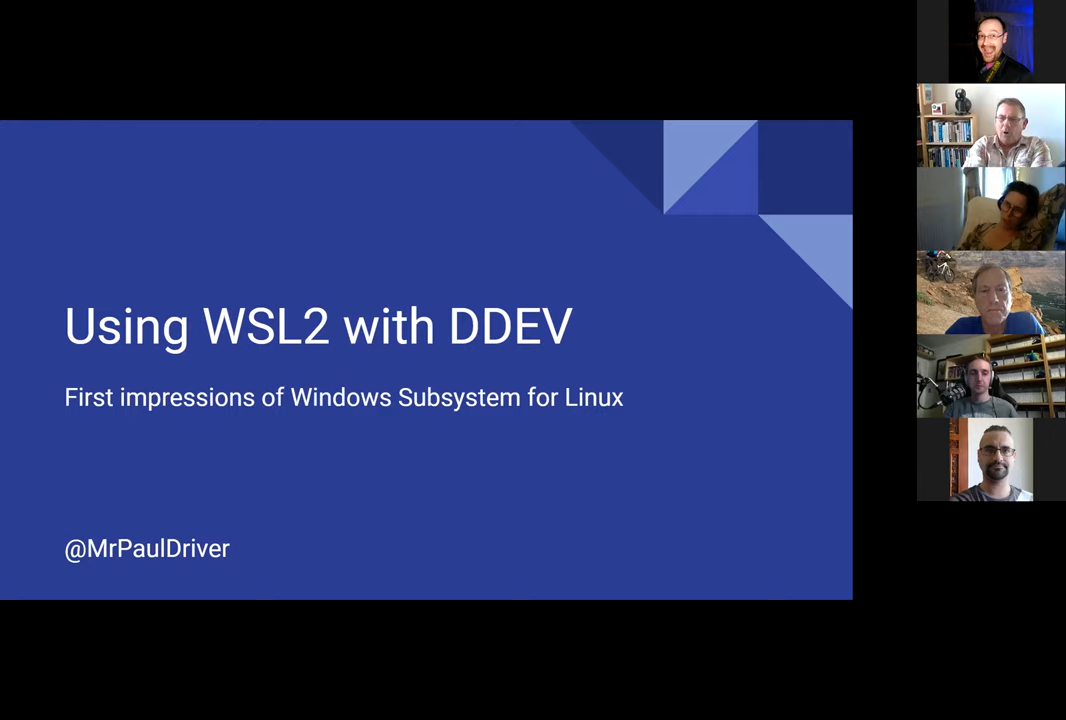 Using WSL2 with DDEV
First impressions of Windows Subsystem for Linux
@MrPaulDriver